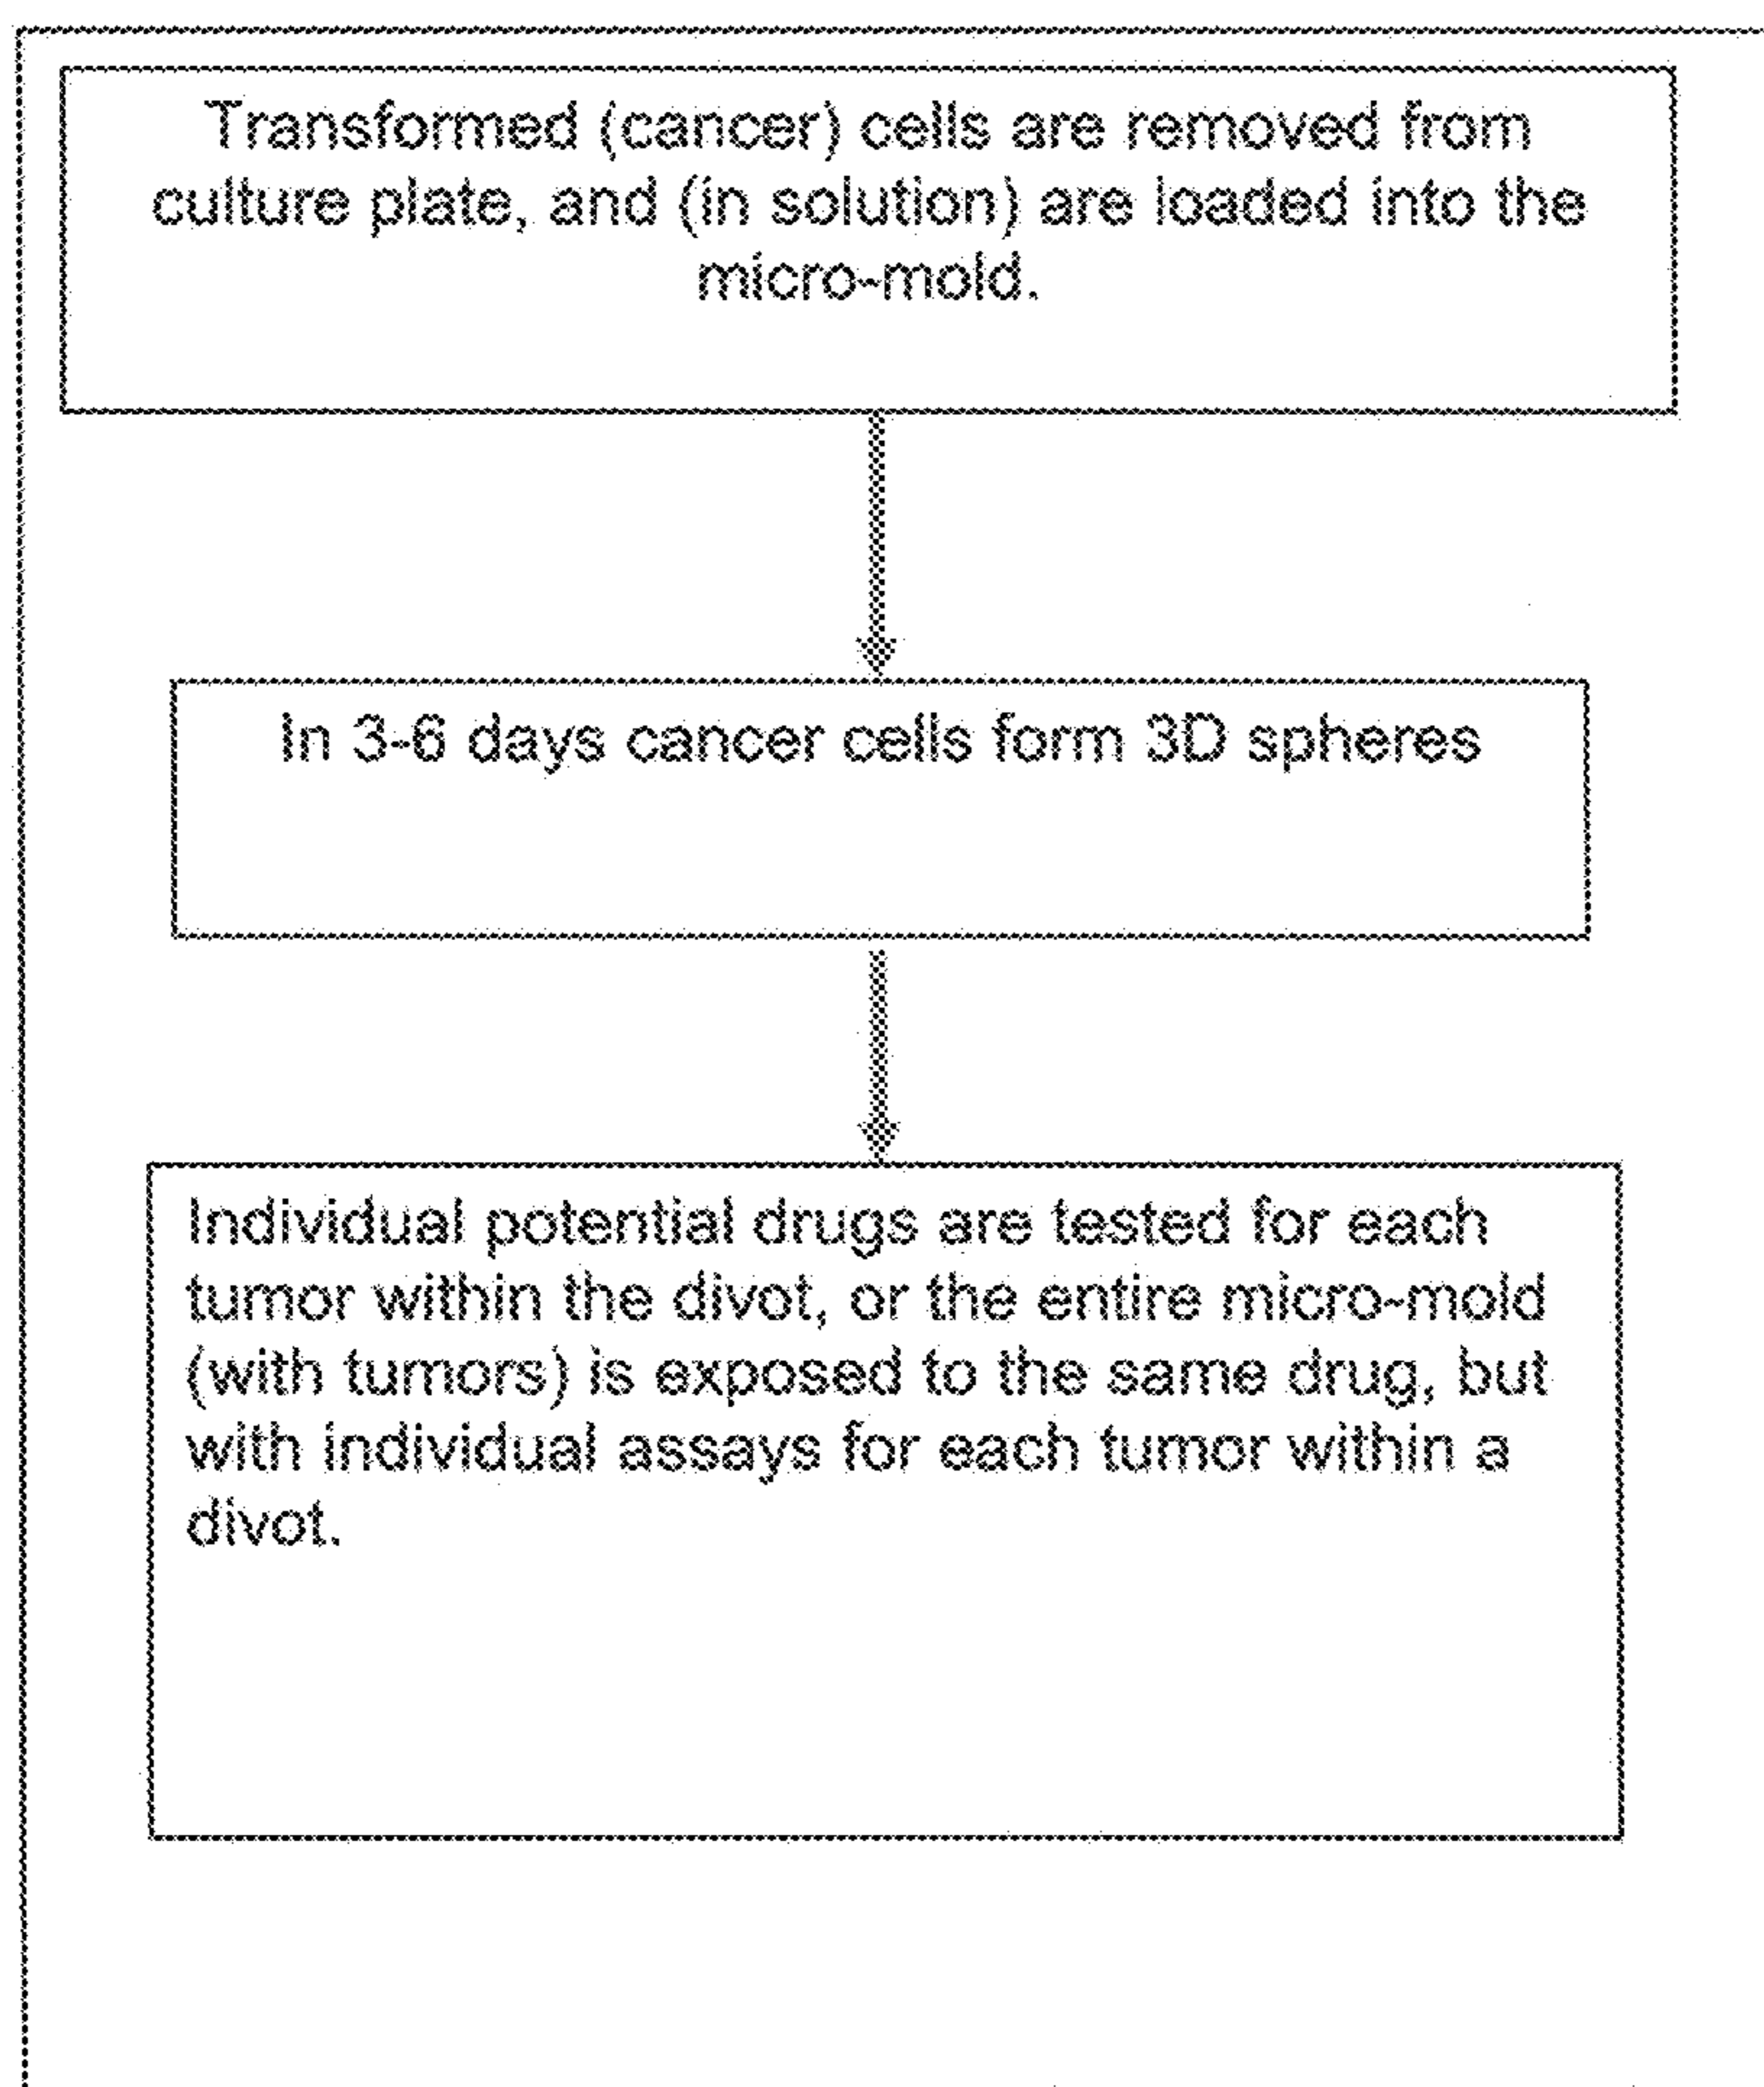 Transformed (cancer) cells are removed from
culture plate, and (in solution) are loaded into the
micro-mold.
In 3-6 days cancer cells form 3D spheres
Individual potential drugs are tested for each
tumor within the divot, or the entire micro-mold
(with tumors) is exposed to the same drug, but
with individual assays for each tumor within a
divot.